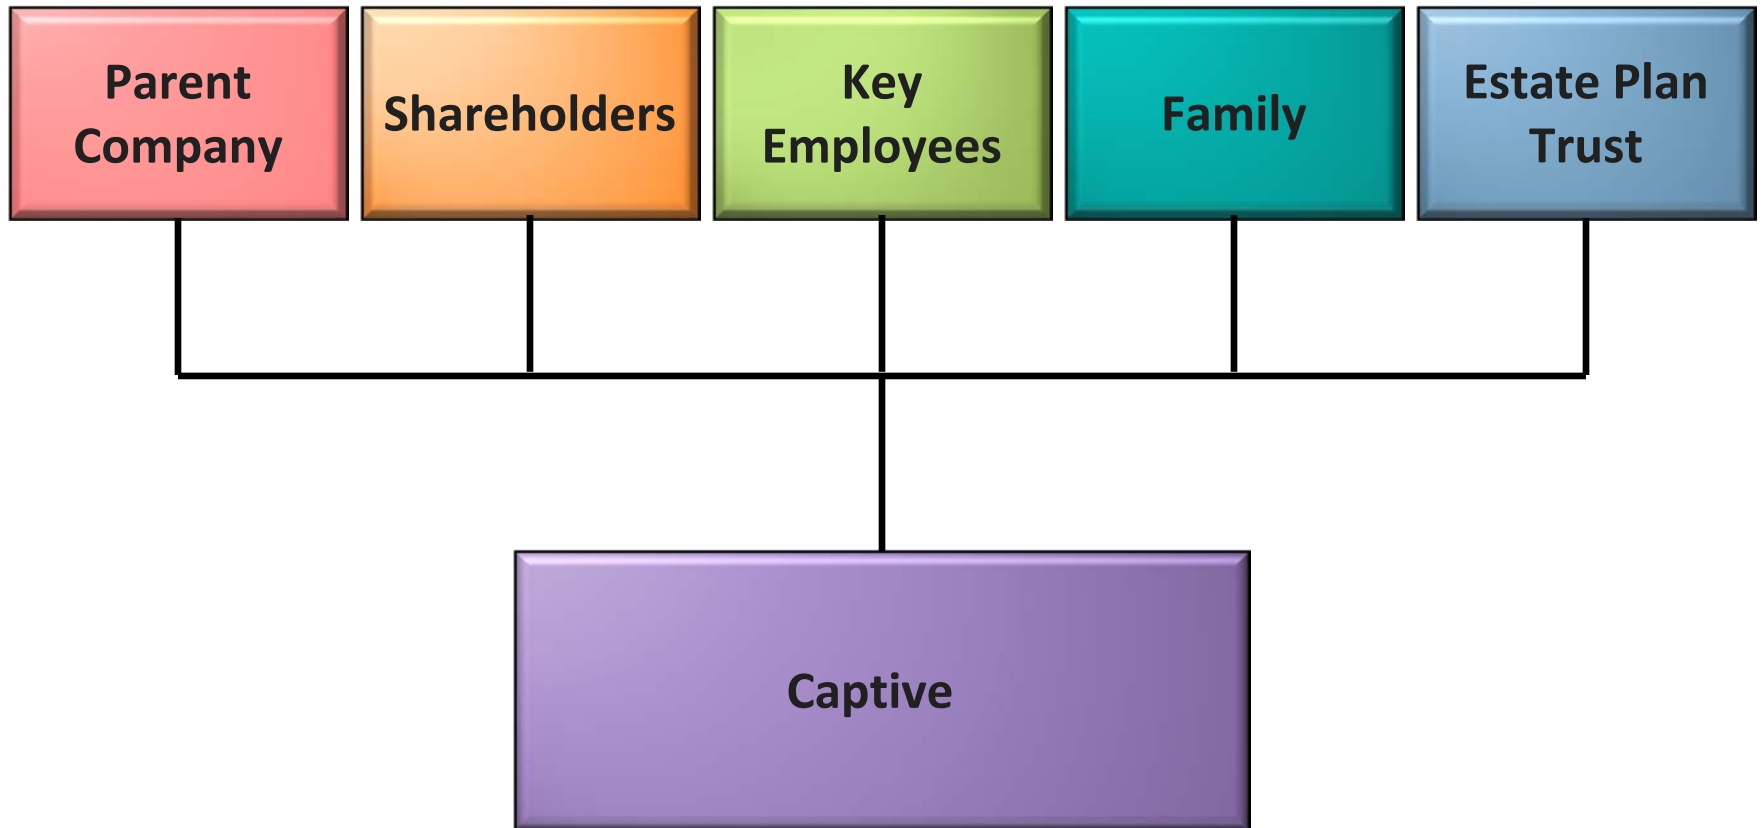 Parent
Company
Shareholders
Key
Employees
Family
Estate Plan
Trust
Captive